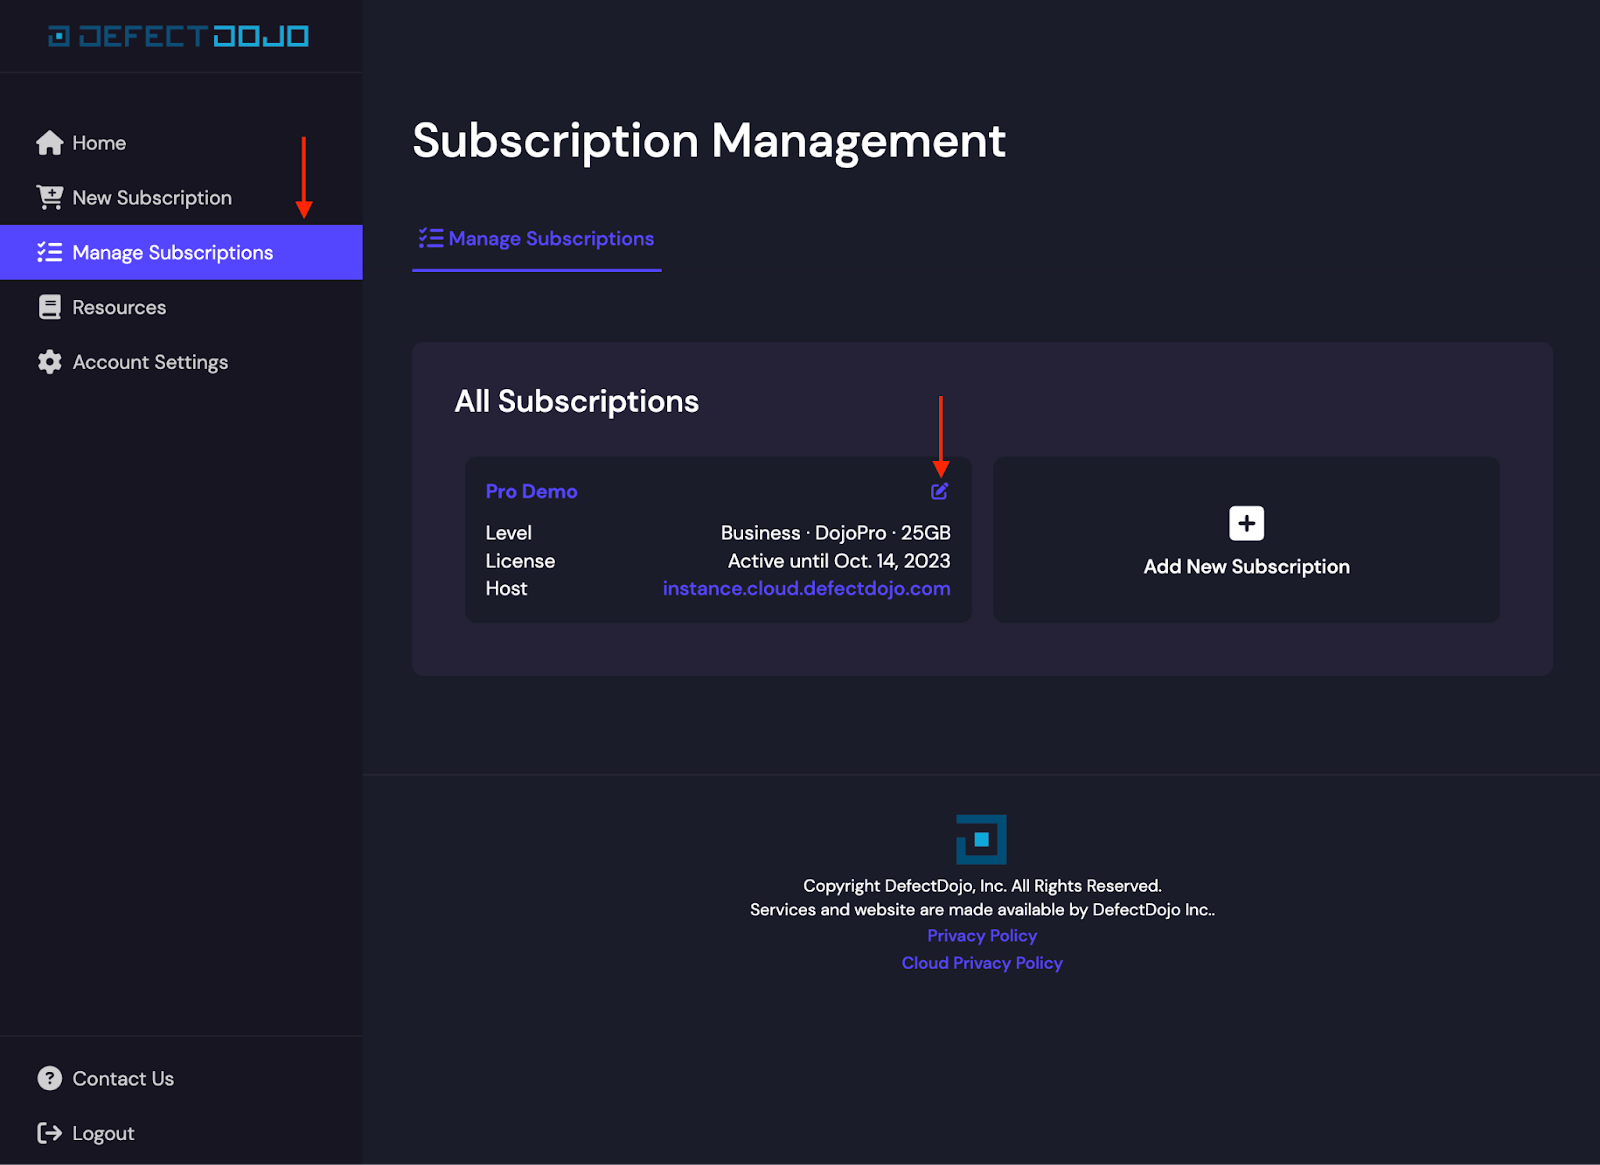 DEFECTDOJO
Home
New Subscription
Manage Subscriptions
Resources
Account Settings
Contact Us
Logout
Subscription Management
Manage Subscriptions
All Subscriptions
Pro Demo
Level Business · DojoPro · 25GB
License Active until Oct. 14, 2023
Host instance.cloud.defectdojo.com
Add New Subscription
Copyright DefectDojo, Inc. All Rights Reserved.
Services and website are made available by DefectDojo Inc..
Privacy Policy
Cloud Privacy Policy